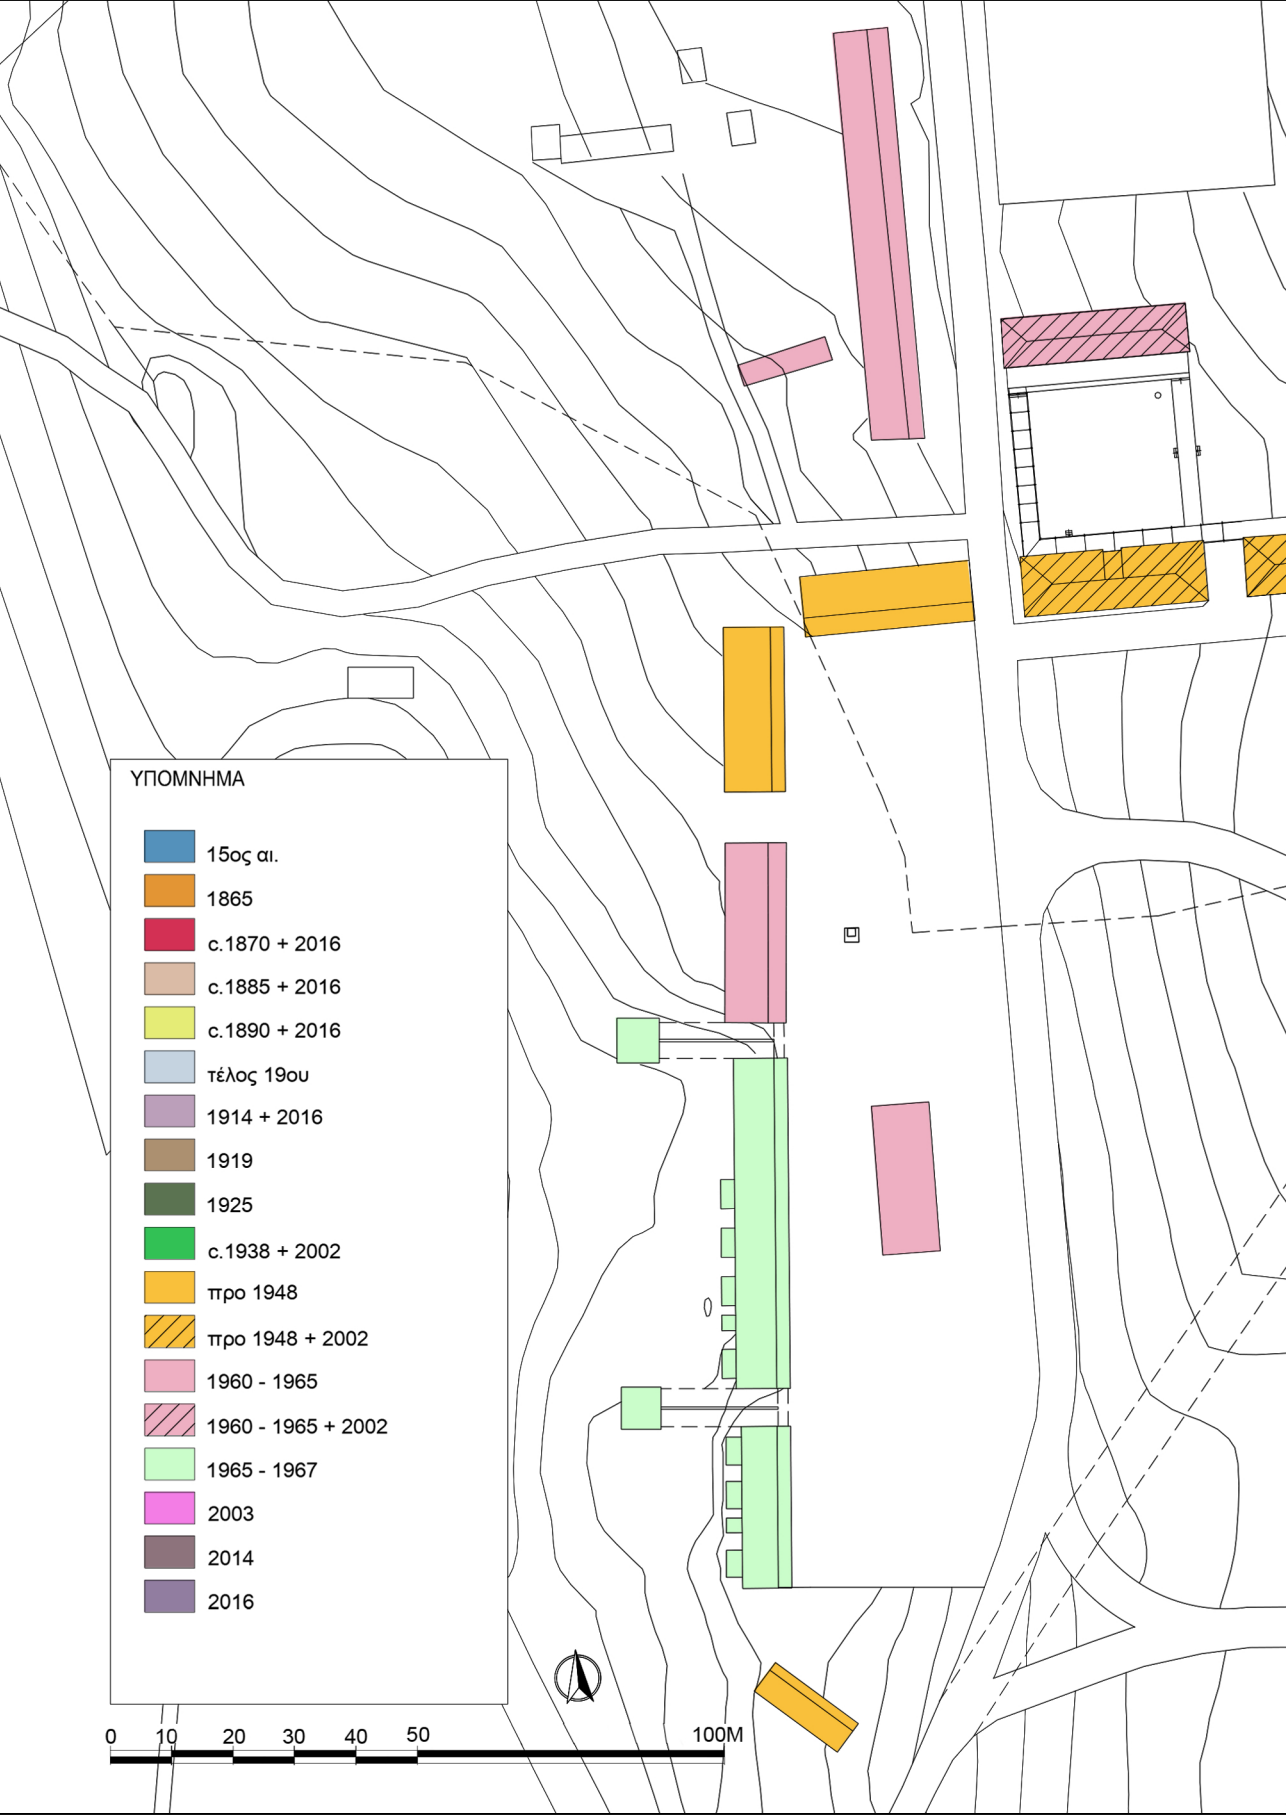 ΥΠΟΜΝΗΜΑ
15ος αι.
1865
c.1870 + 2016
c.1885 + 2016
c.1890 + 2016
τέλος 19ου
1914 + 2016
1919
1925
c.1938 + 2002
προ 1948
προ 1948 + 2002
1960 - 1965
1960 - 1965 + 2002
1965 - 1967
2003
2014
2016
0 10 20 30 40 50 100M